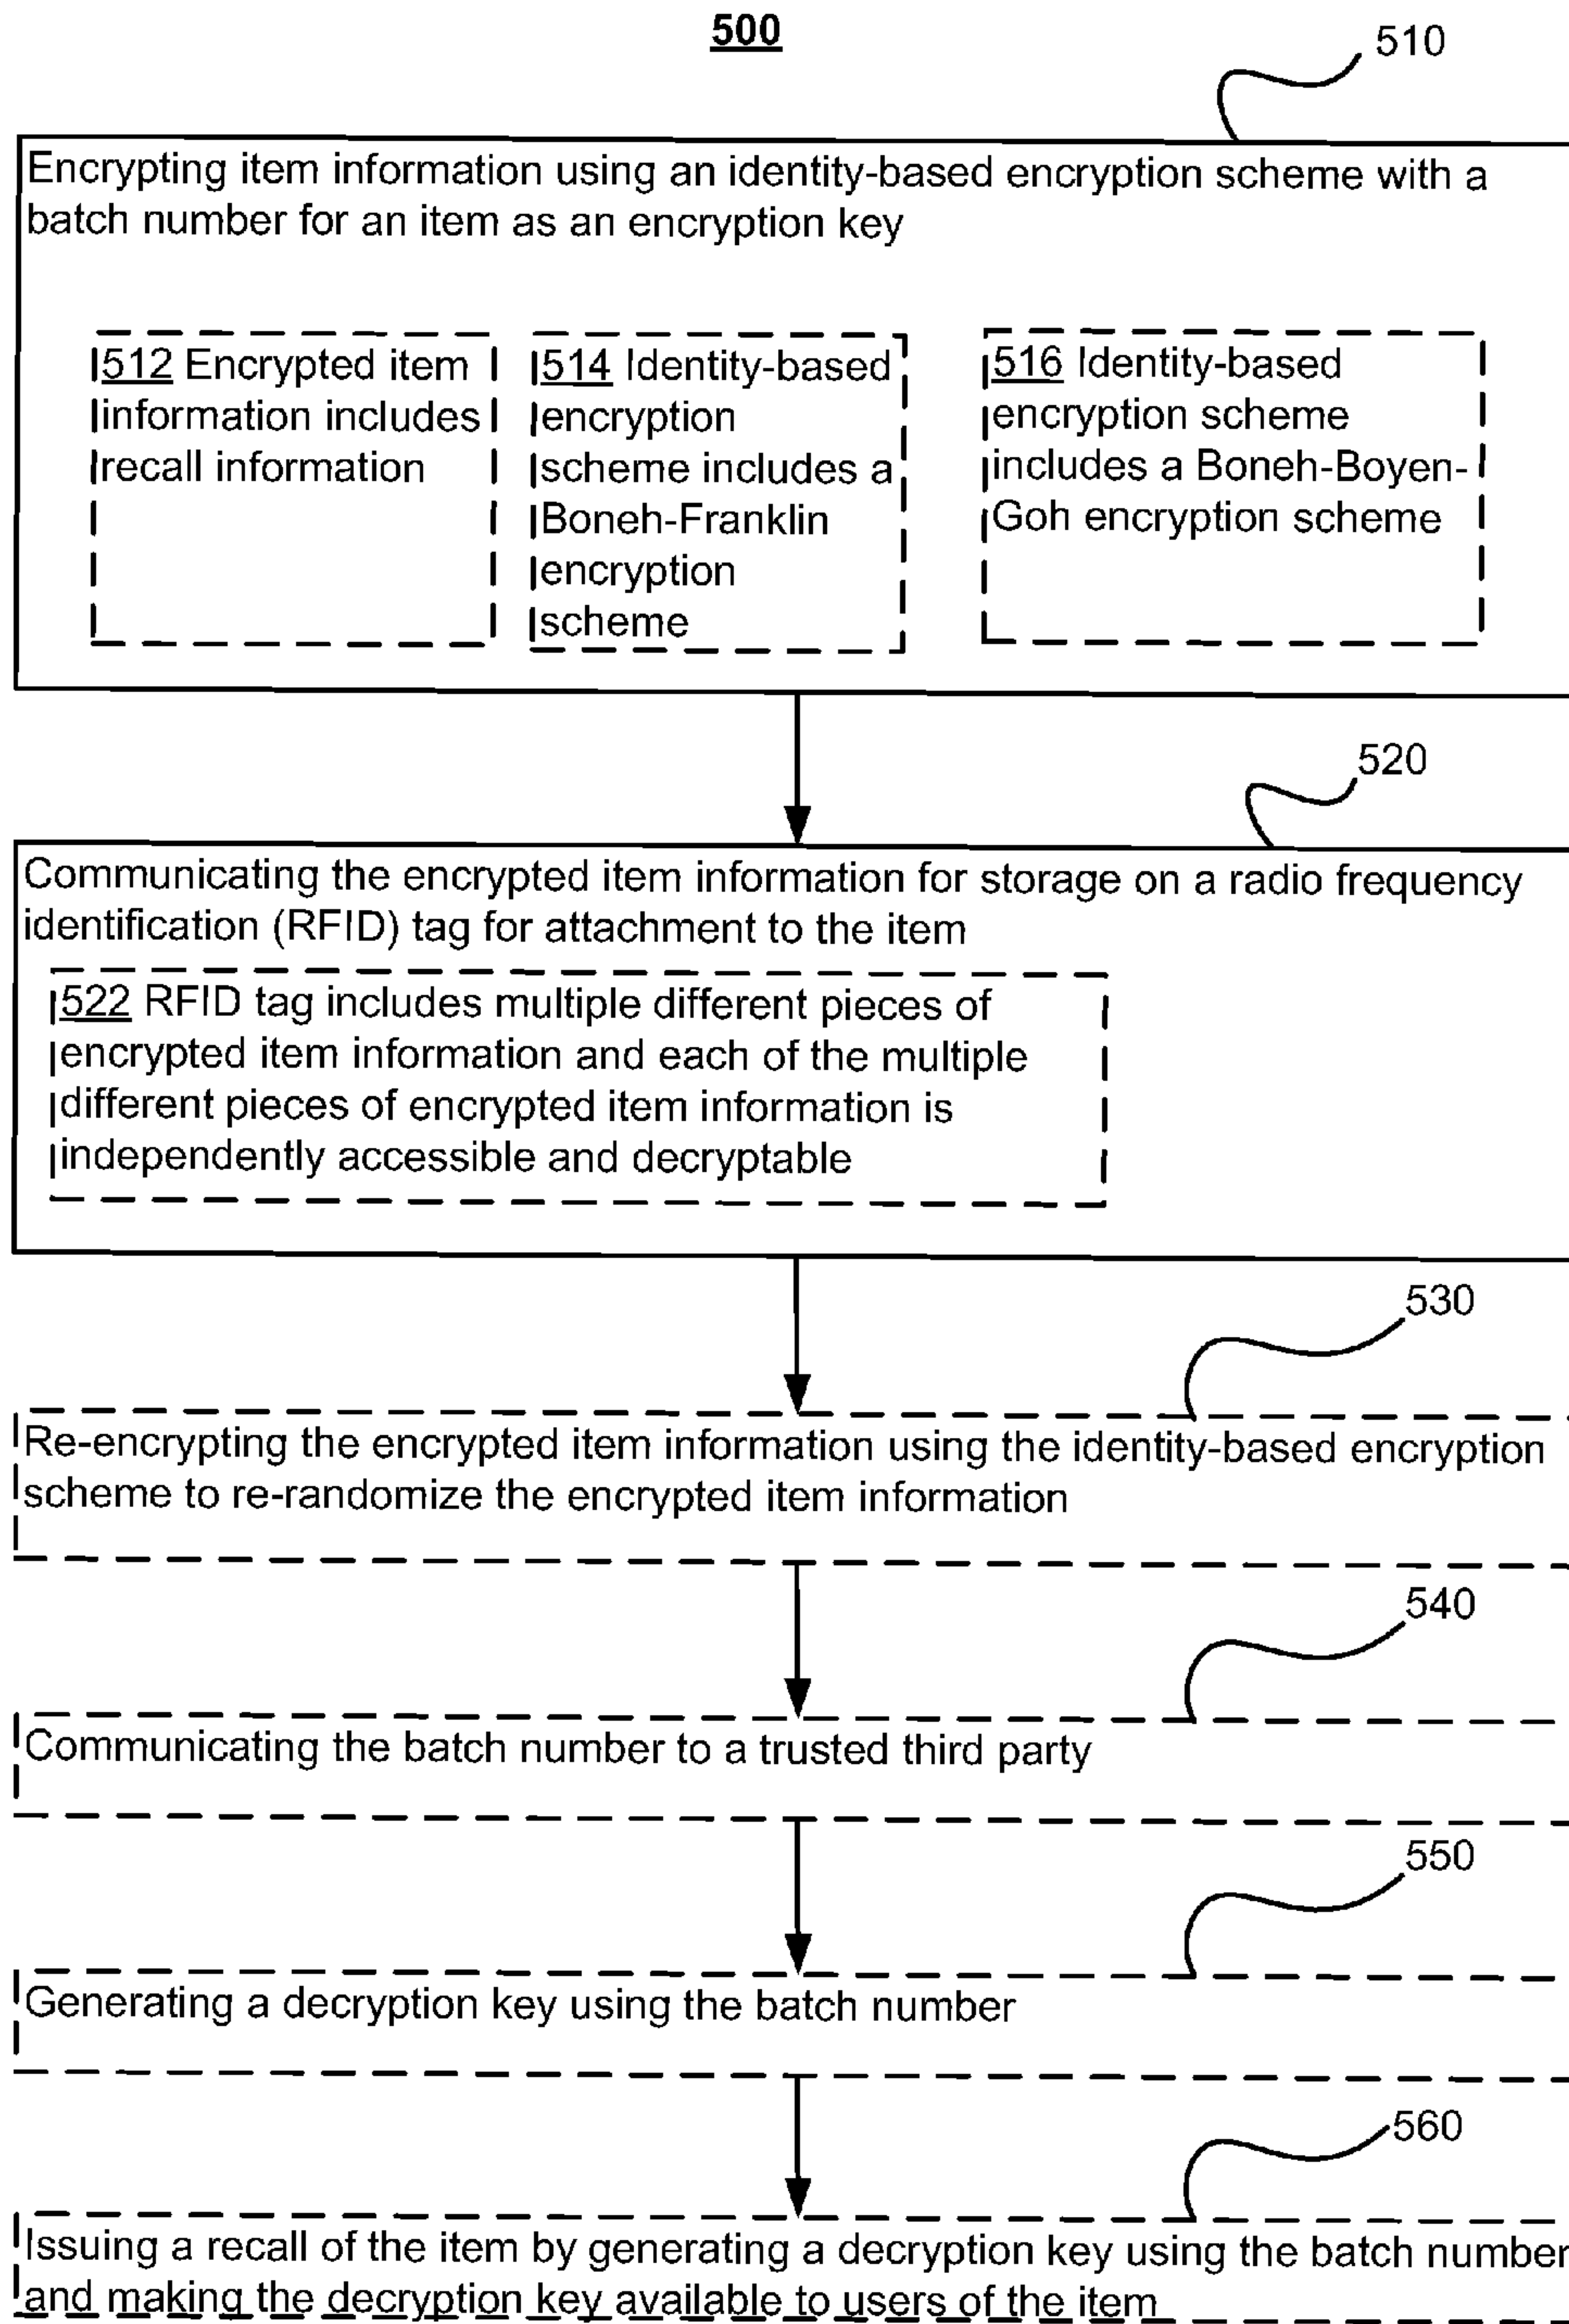 500
510
Encrypting item information using an identity-based encryption scheme with a
batch number for an item as an encryption key
512 Encrypted item
information includes
recall information
514 Identity-based
encryption
scheme includes a
Boneh-Franklin
encryption
scheme
516 Identity-based
encryption scheme
includes a Boneh-Boyen-
Goh encryption scheme
520
Communicating the encrypted item information for storage on a radio frequency
identification (RFID) tag for attachment to the item
522 RFID tag includes multiple different pieces of
encrypted item information and each of the multiple
different pieces of encrypted item information is
independently accessible and decryptable
530
Re-encrypting the encrypted item information using the identity-based encryption
scheme to re-randomize the encrypted item information
540
Communicating the batch number to a trusted third party
550
Generating a decryption key using the batch number
560
Issuing a recall of the item by generating a decryption key using the batch number
and making the decryption key available to users of the item